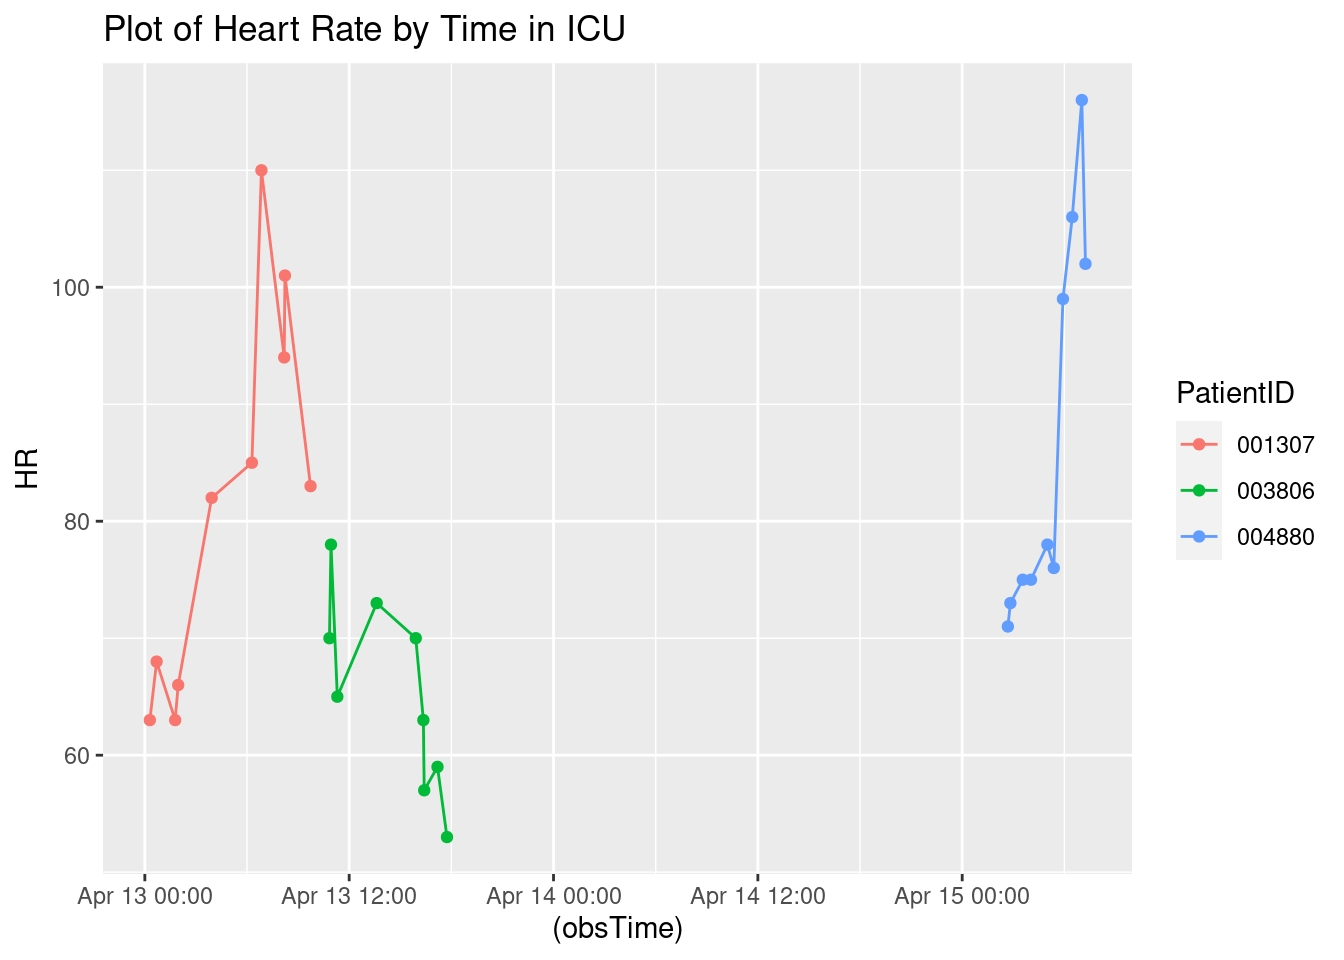 Plot of Heart Rate by Time in ICU
HR
100
80
60
Apr 13 00:00
Apr 13 12:00
Apr 14 00:00
Apr 14 12:00
Apr 15 00:00
(obsTime)
PatientID
001307
003806
004880